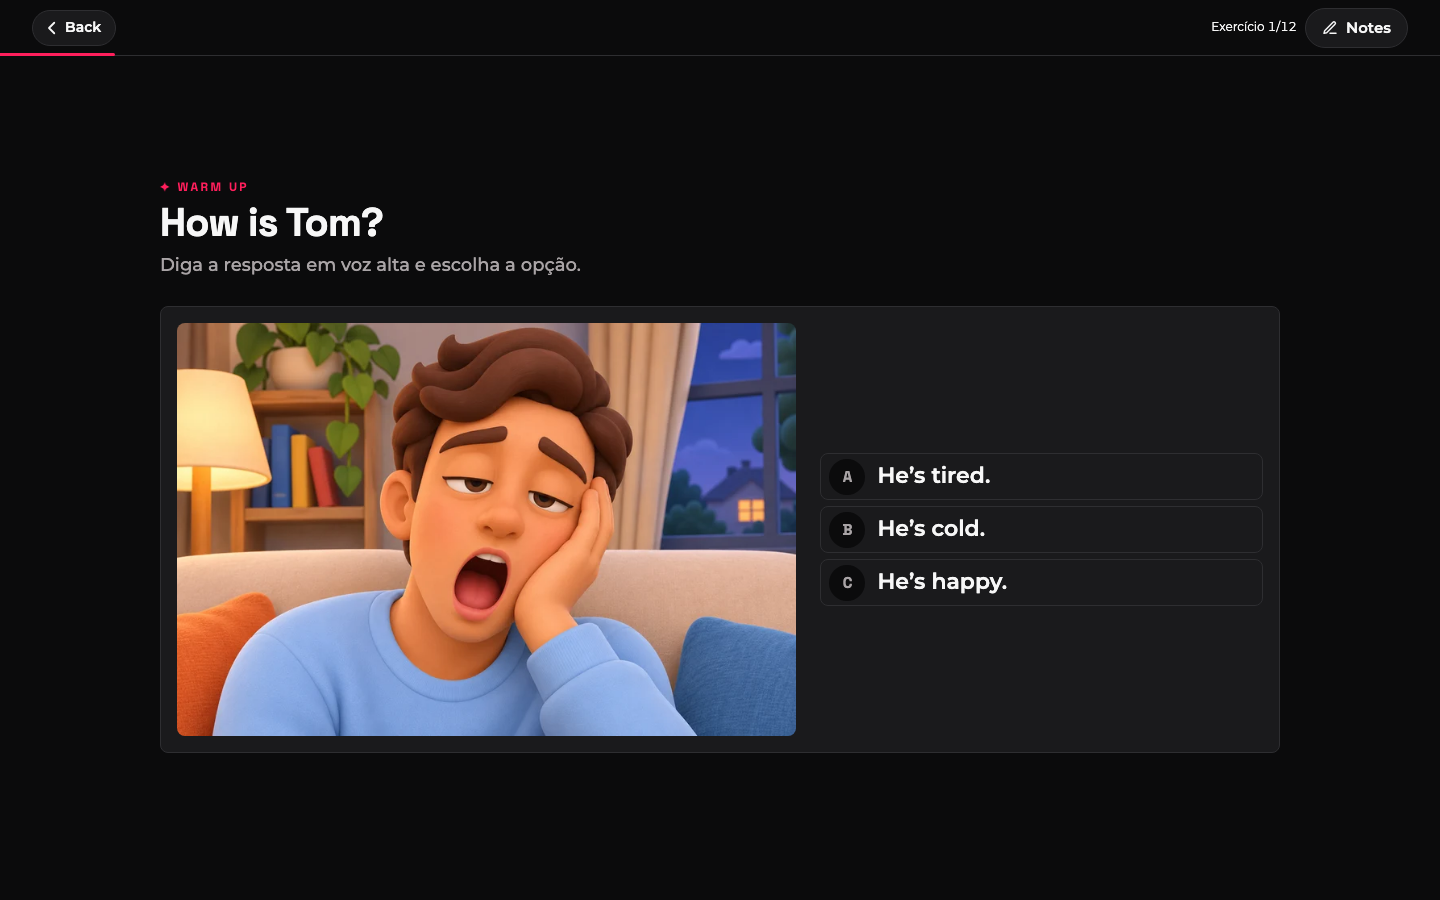 Back
Exercício 1/12
Notes
WARM UP
How is Tom?
Diga a resposta em voz alta e escolha a opção.
A He's tired.
B He's cold.
C He's happy.